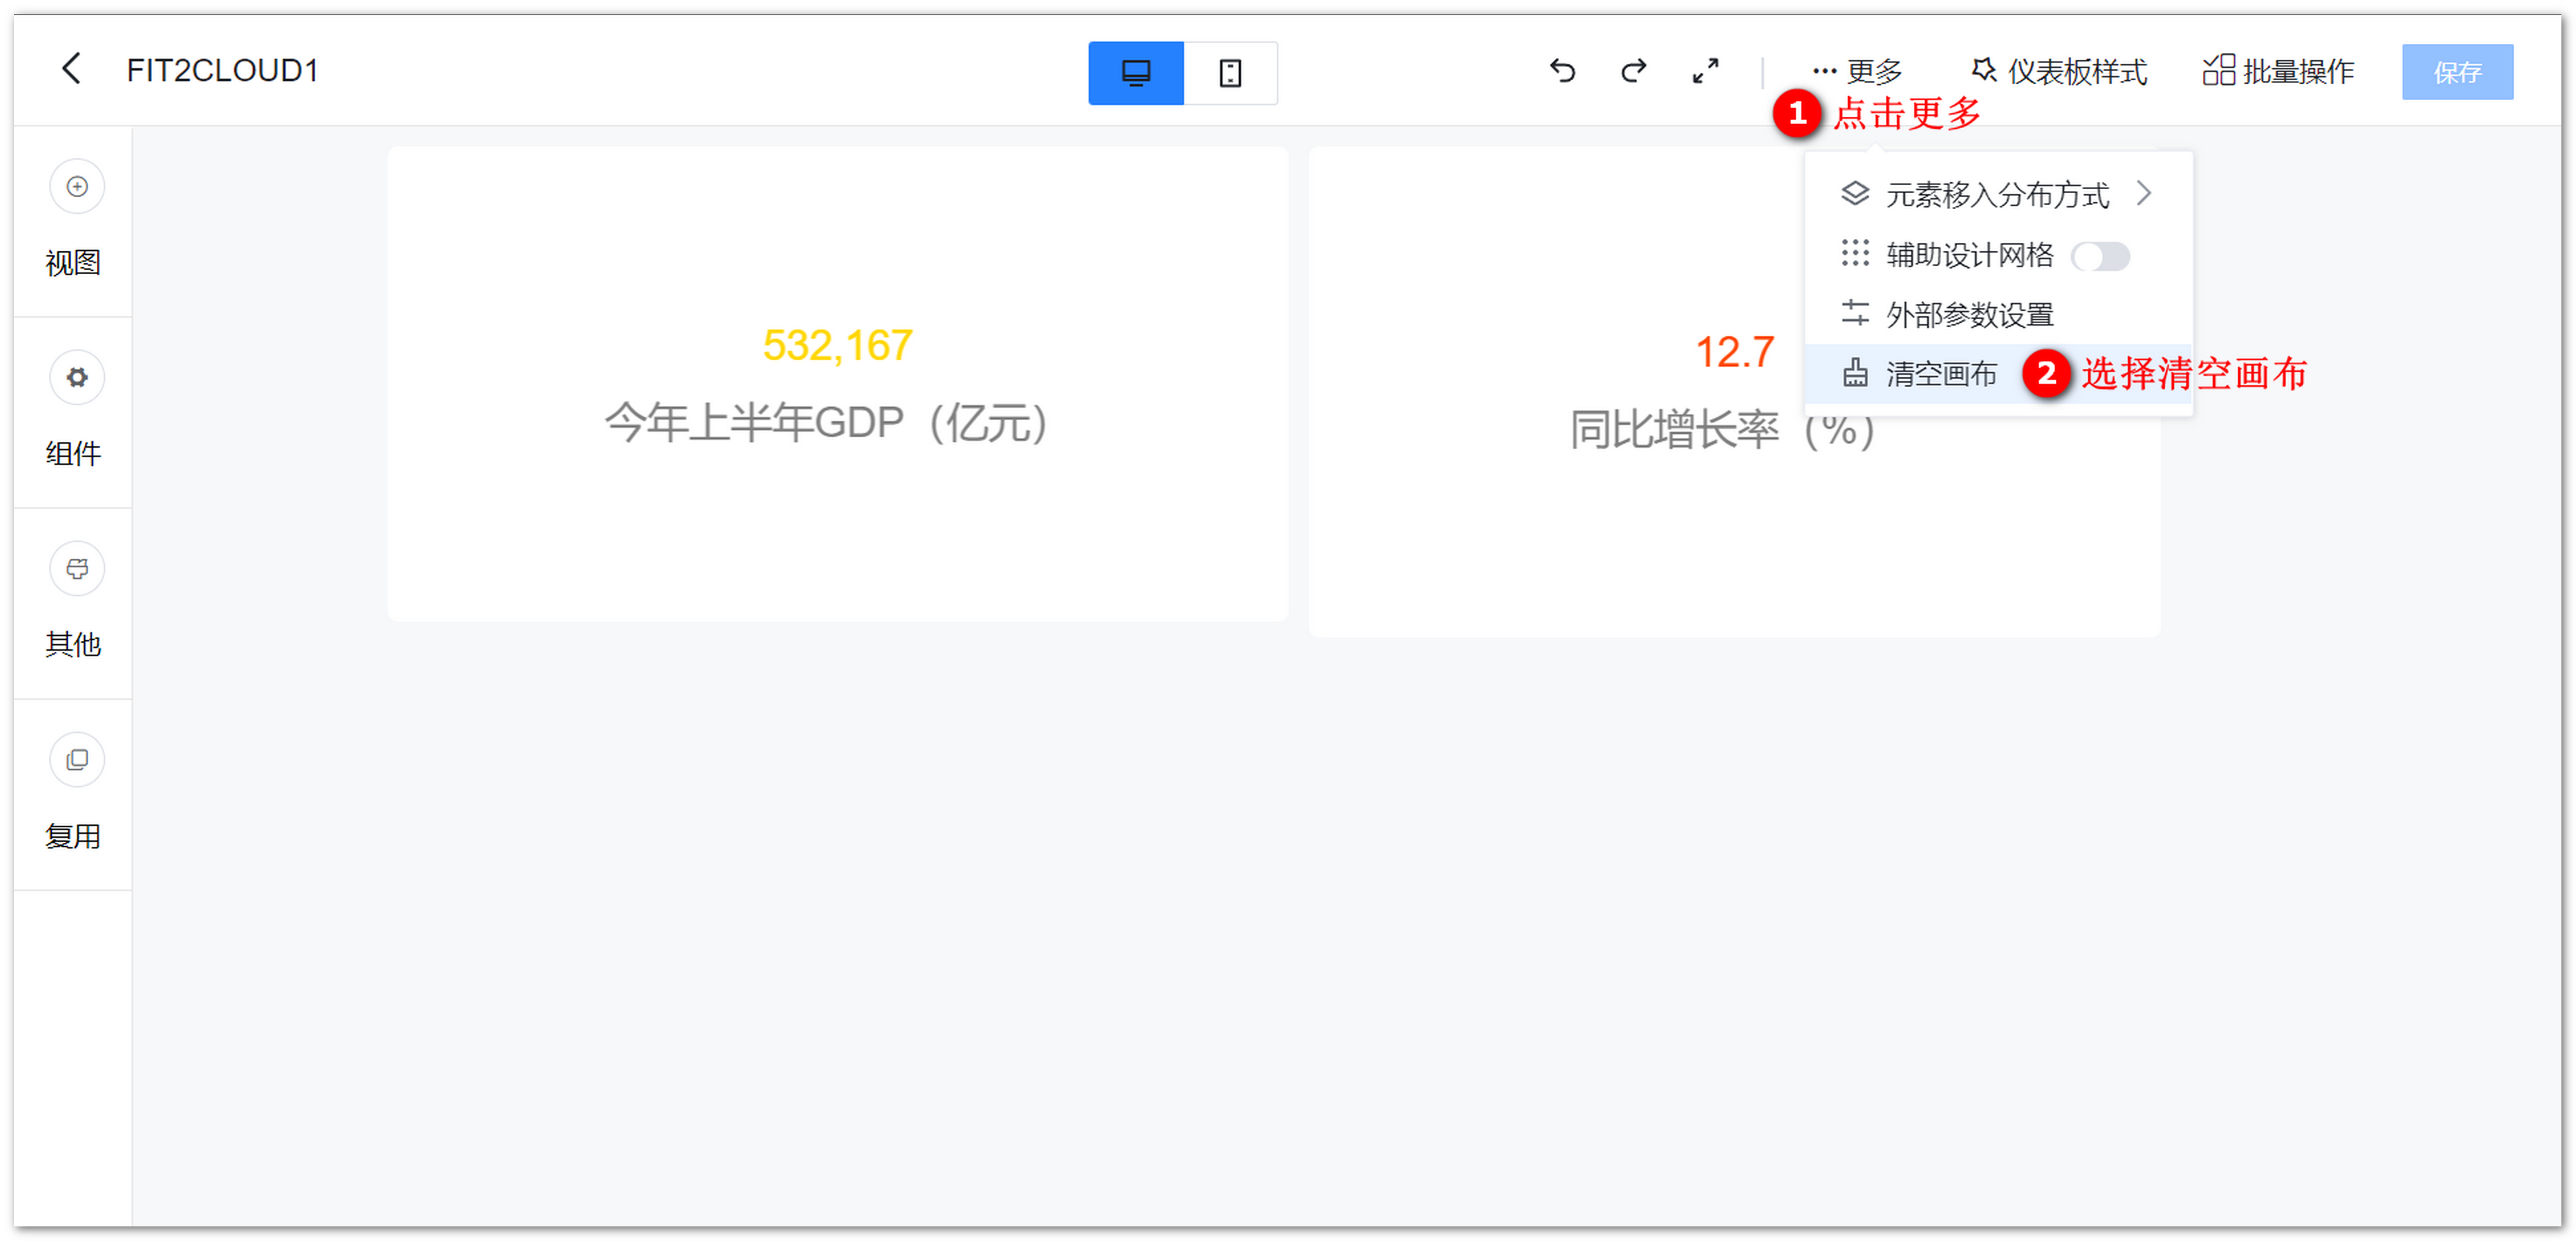 FIT2CLOUD1
更多
仪表板样式
批量操作
保存
1 点击更多
视图
组件
其他
复用
532,167
今年上半年GDP（亿元）
12.7
同比增长率（%）
元素移入分布方式
辅助设计网格
外部参数设置
清空画布
2 选择清空画布